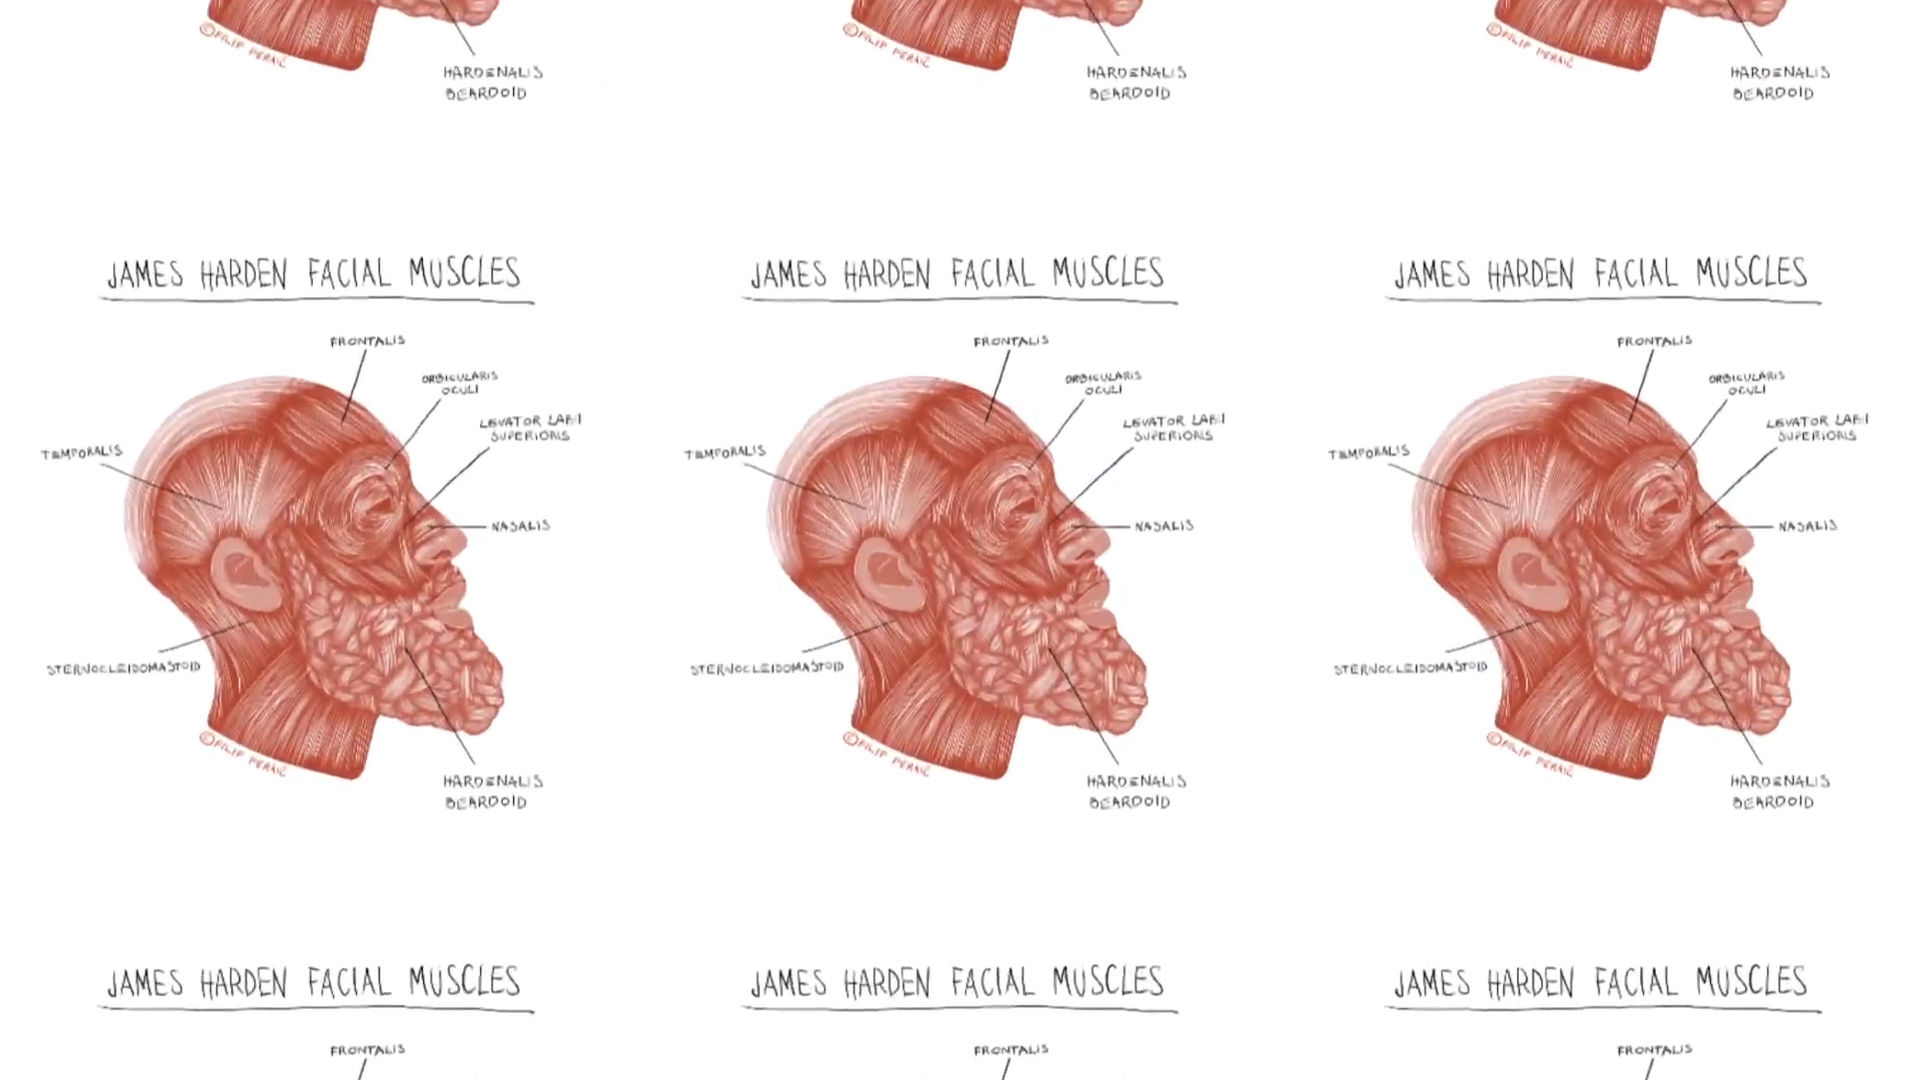 HARDENALIS
BEARDOID
©FILIP PERAIĆ
HARDENALIS
BEARDOID
©FILIP PERAIĆ
HARDENALIS
BEARDOID
©FILIP PERAIĆ
JAMES HARDEN FACIAL MUSCLES
FRONTALIS
ORBICULARIS
OCULI
LEVATOR LABII
SUPERIORIS
TEMPORALIS
NASALIS
STERNOCLEIDOMASTOID
©FILIP PERAIĆ
HARDENALIS
BEARDOID
JAMES HARDEN FACIAL MUSCLES
FRONTALIS
ORBICULARIS
OCULI
LEVATOR LABII
SUPERIORIS
TEMPORALIS
NASALIS
STERNOCLEIDOMASTOID
©FILIP PERAIĆ
HARDENALIS
BEARDOID
JAMES HARDEN FACIAL MUSCLES
FRONTALIS
ORBICULARIS
OCULI
LEVATOR LABII
SUPERIORIS
TEMPORALIS
NASALIS
STERNOCLEIDOMASTOID
©FILIP PERAIĆ
HARDENALIS
BEARDOID
JAMES HARDEN FACIAL MUSCLES
FRONTALIS
JAMES HARDEN FACIAL MUSCLES
FRONTALIS
JAMES HARDEN FACIAL MUSCLES
FRONTALIS